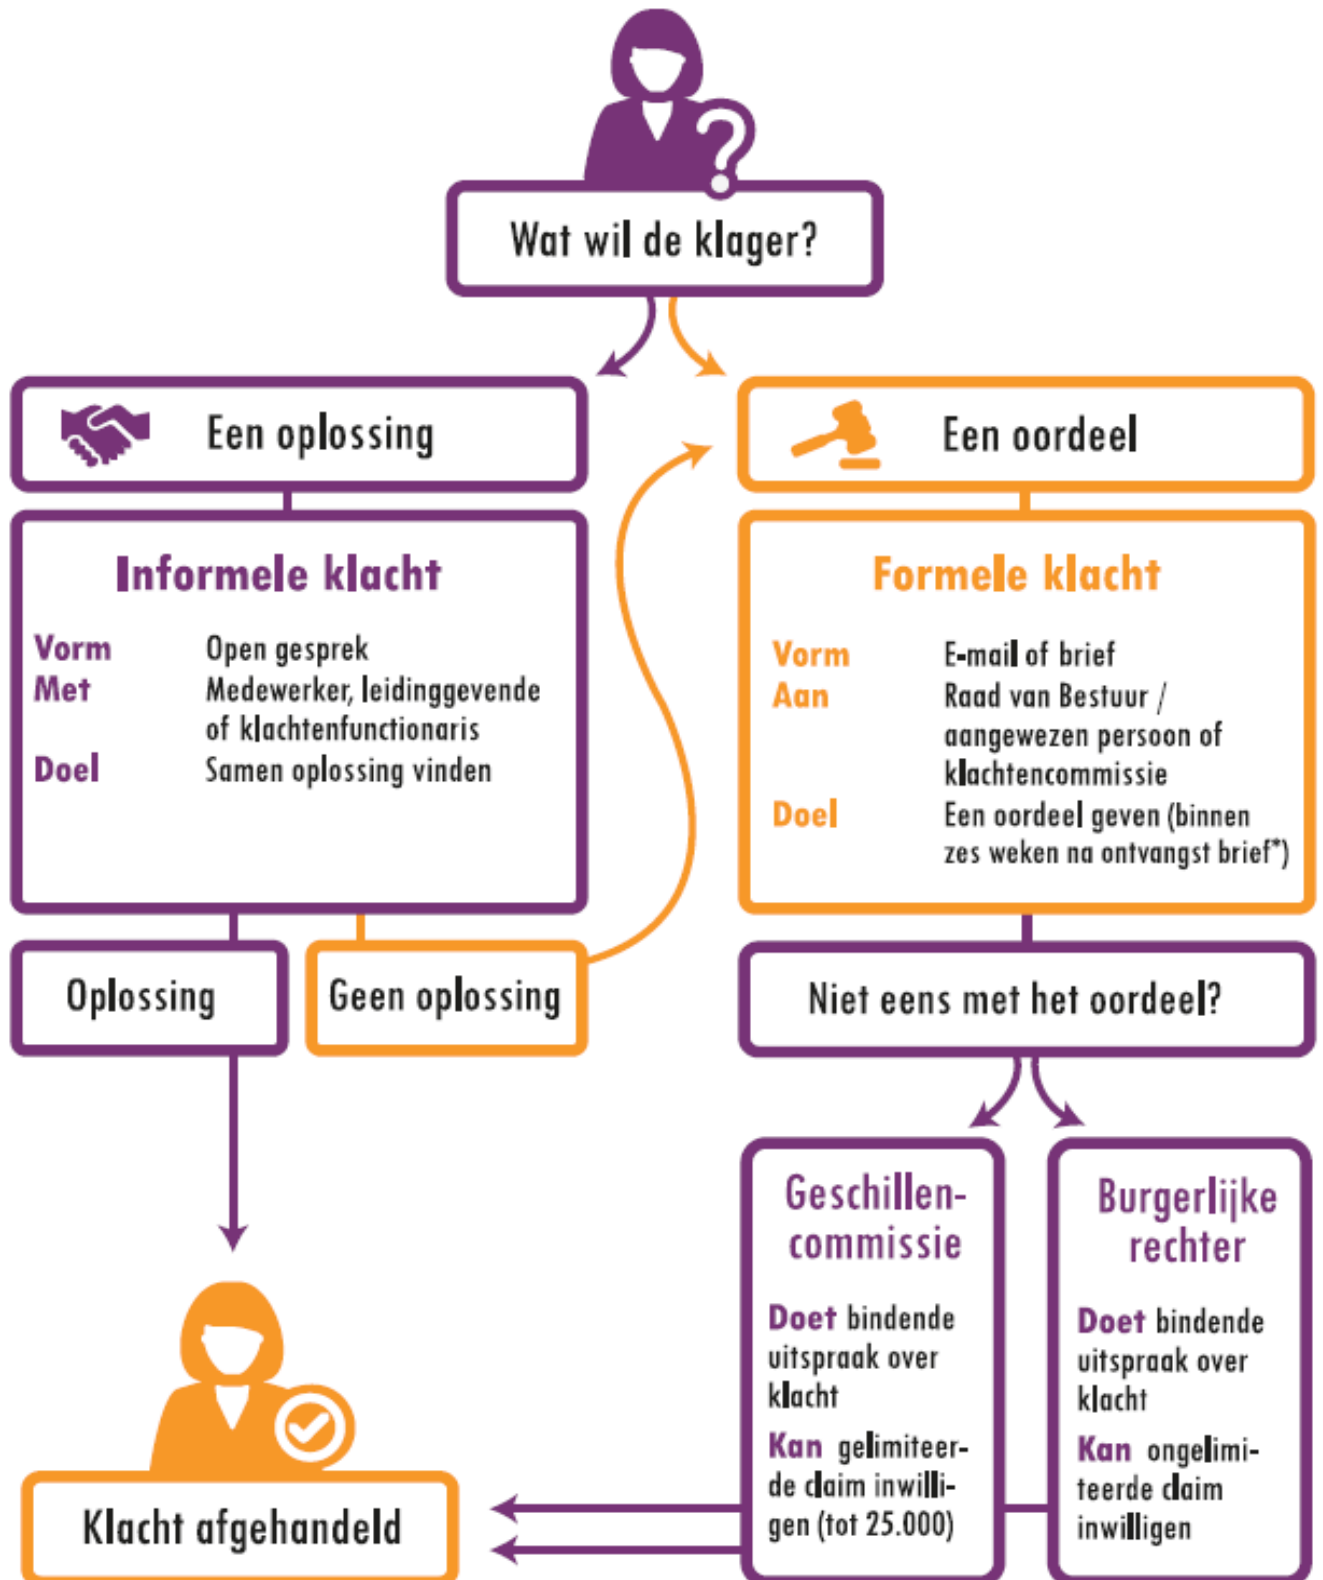 ?
Wat wil de klager?
Een oplossing
Informele klacht
Vorm Open gesprek
Met Medewerker, leidinggevende
of klachtenfunctionaris
Doel Samen oplossing vinden
Oplossing
Geen oplossing
Een oordeel
Formele klacht
Vorm E-mail of brief
Aan Raad van Bestuur /
aangewezen persoon of
klachtencommissie
Doel Een oordeel geven (binnen
zes weken na ontvangst brief*)
Niet eens met het oordeel?
Geschillen-
commissie
Doet bindende
uitspraak over
klacht
Kan gelimiteer-
de claim inwilli-
gen (tot 25.000)
Burgerlijke
rechter
Doet bindende
uitspraak over
klacht
Kan ongelimi-
teerde claim
inwilligen
Klacht afgehandeld